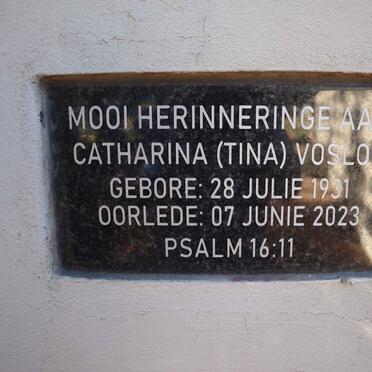 MOOI HERINNERINGE AA
CATHARINA (TINA) VOSLO
GEBORE: 28 JULIE 1931
OORLEDE: 07 JUNIE 2023
PSALM 16:11